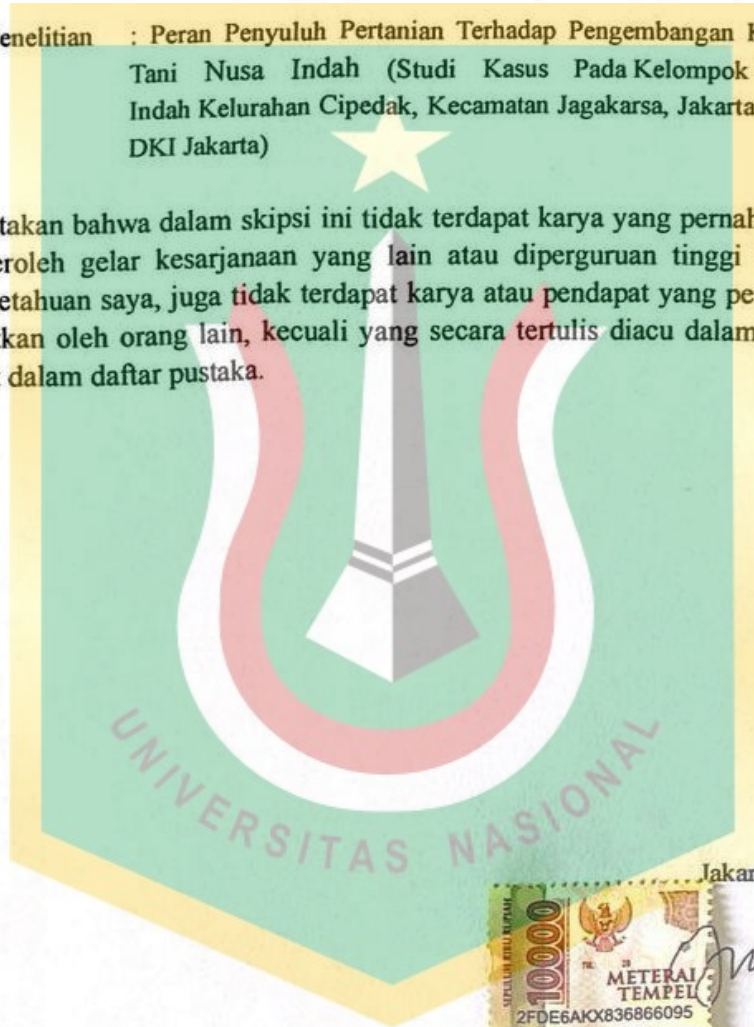 enelitian : Peran Penyuluh Pertanian Terhadap Pengembangan K
Tani Nusa Indah (Studi Kasus Pada Kelompok
Indah Kelurahan Cipedak, Kecamatan Jagakarsa, Jakarta
DKI Jakarta)
takan bahwa dalam skipsi ini tidak terdapat karya yang pernah
eroleh gelar kesarjanaan yang lain atau diperguruan tinggi
etahuan saya, juga tidak terdapat karya atau pendapat yang pe
kan oleh orang lain, kecuali yang secara tertulis diacu dalam
dalam daftar pustaka.
UNIVERSITAS NASIONAL
Jakar
SEPULUH RIBU RUPIAH
10000
METERAI
TEMPEL
2FDE6AKX836866095